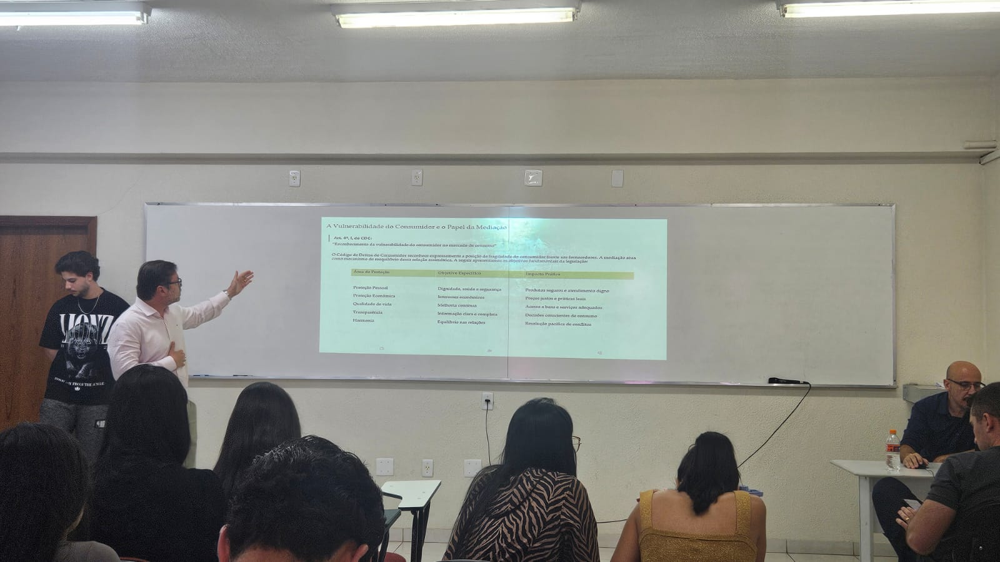 A Vulnerabilidade do Consumidor e o Papel da Mediação
Art. 4º, I, do CDC:
"Reconhecimento da vulnerabilidade do consumidor no mercado de consumo"
O Código de Defesa do Consumidor reconhece expressamente a posição de fragilidade do consumidor frente aos fornecedores. A mediação atua
como mecanismo de reequilíbrio dessa relação assimétrica. A seguir apresentamos os objetivos fundamentais da legislação:
Área de Proteção Objetivo Específico Impacto Prático
Proteção Pessoal Dignidade, saúde e segurança Produtos seguros e atendimento digno
Proteção Econômica Interesses econômicos Preços justos e práticas leais
Qualidade de vida Melhoria contínua Acesso a bens e serviços adequados
Transparência Informação clara e completa Decisões conscientes de consumo
Harmonia Equilíbrio nas relações Resolução pacífica de conflitos
FROM THE JUNGLE